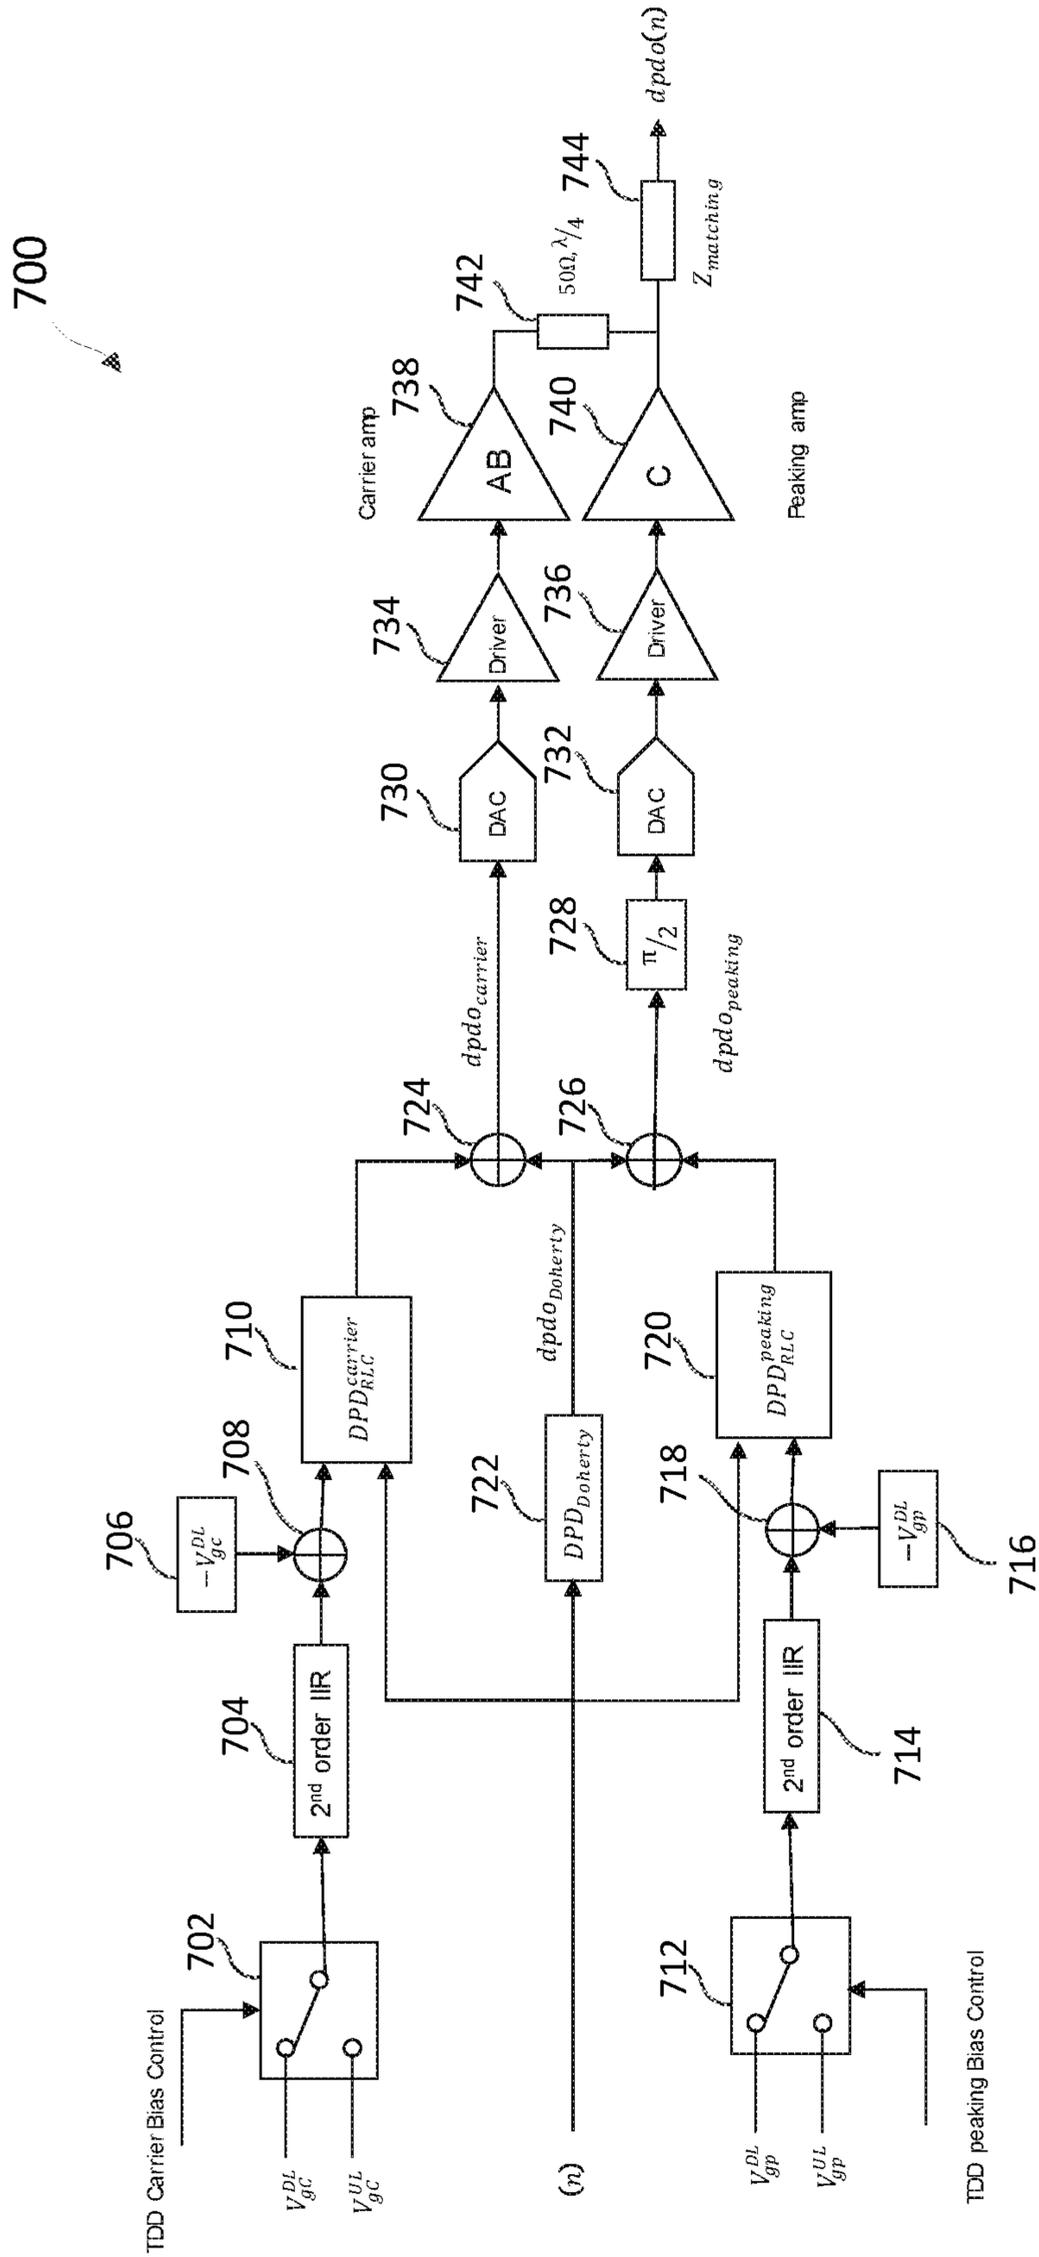 700
TDD Carrier Bias Control
V_{gC}^{DL}
V_{gC}^{UL}
702
704
2nd order IIR
706
−V_{gc}^{DL}
708
710
DPD_{RLC}^{carrier}
(n)
722
DPD_{Doherty}
dpdo_{Doherty}
TDD peaking Bias Control
V_{gp}^{DL}
V_{gp}^{UL}
712
714
2nd order IIR
716
−V_{gp}^{DL}
718
720
DPD_{RLC}^{peaking}
724
dpdo_{carrier}
730
DAC
734
Driver
Carrier amp
738
AB
742
50Ω, λ/4
726
dpdo_{peaking}
728
π/2
732
DAC
736
Driver
740
C
Peaking amp
744
Z_{matching}
dpdo(n)